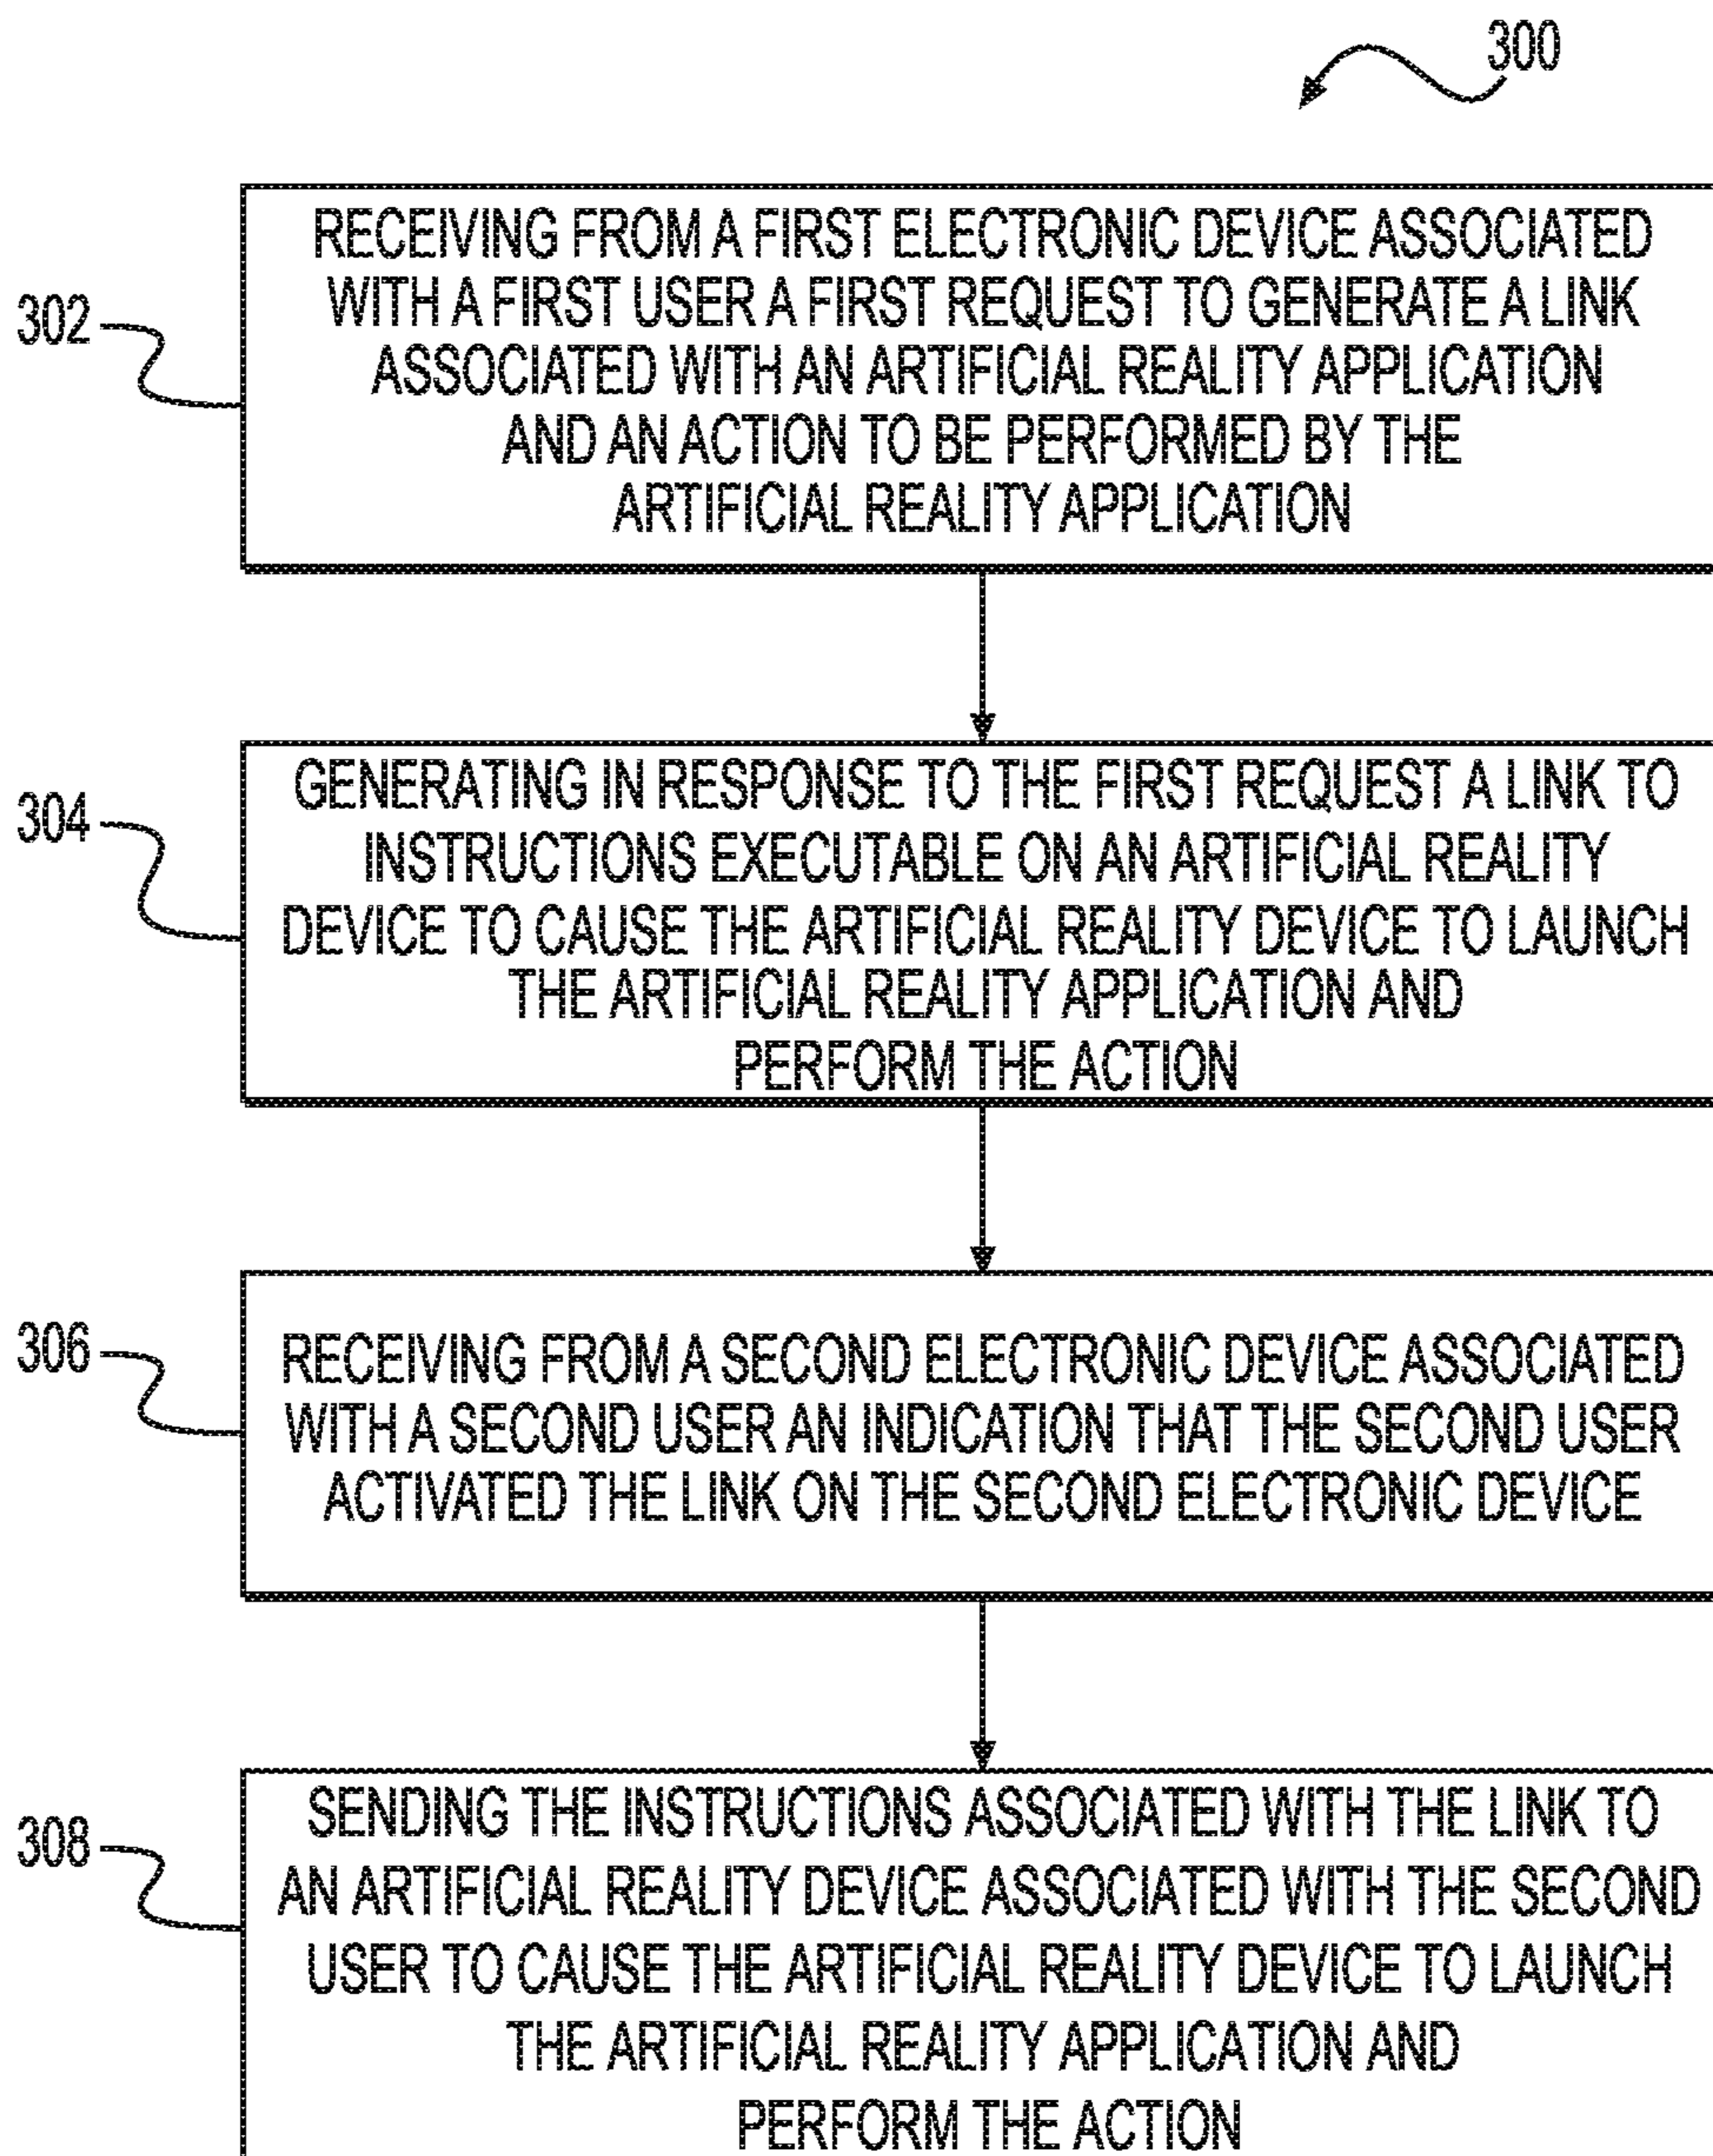 300
302
RECEIVING FROM A FIRST ELECTRONIC DEVICE ASSOCIATED
WITH A FIRST USER A FIRST REQUEST TO GENERATE A LINK
ASSOCIATED WITH AN ARTIFICIAL REALITY APPLICATION
AND AN ACTION TO BE PERFORMED BY THE
ARTIFICIAL REALITY APPLICATION
304
GENERATING IN RESPONSE TO THE FIRST REQUEST A LINK TO
INSTRUCTIONS EXECUTABLE ON AN ARTIFICIAL REALITY
DEVICE TO CAUSE THE ARTIFICIAL REALITY DEVICE TO LAUNCH
THE ARTIFICIAL REALITY APPLICATION AND
PERFORM THE ACTION
306
RECEIVING FROM A SECOND ELECTRONIC DEVICE ASSOCIATED
WITH A SECOND USER AN INDICATION THAT THE SECOND USER
ACTIVATED THE LINK ON THE SECOND ELECTRONIC DEVICE
308
SENDING THE INSTRUCTIONS ASSOCIATED WITH THE LINK TO
AN ARTIFICIAL REALITY DEVICE ASSOCIATED WITH THE SECOND
USER TO CAUSE THE ARTIFICIAL REALITY DEVICE TO LAUNCH
THE ARTIFICIAL REALITY APPLICATION AND
PERFORM THE ACTION